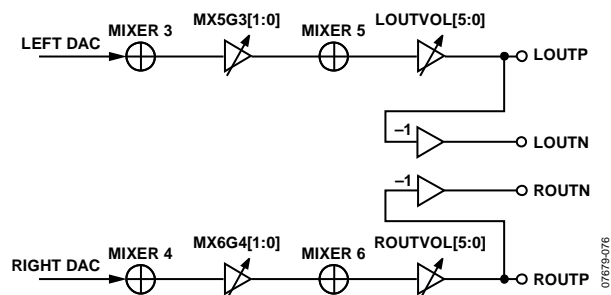 MIXER 3 MX5G3[1:0] MIXER 5 LOUTVOL[5:0]
LEFT DAC LOUTP
–1
LOUTN
–1
ROUTN
MIXER 4 MX6G4[1:0] MIXER 6 ROUTVOL[5:0]
RIGHT DAC ROUTP
07679-076